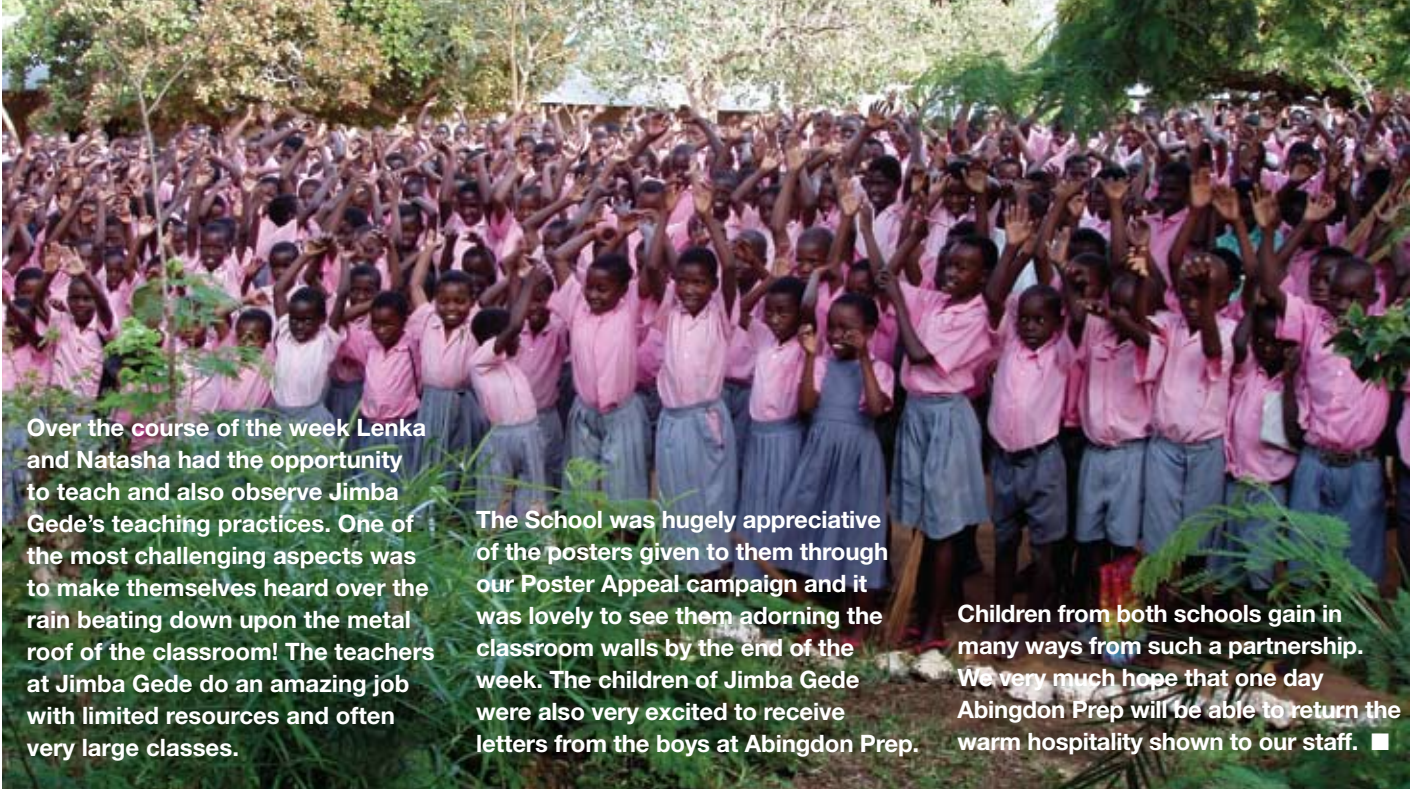 Over the course of the week Lenka
and Natasha had the opportunity
to teach and also observe Jimba
Gede’s teaching practices. One of
the most challenging aspects was
to make themselves heard over the
rain beating down upon the metal
roof of the classroom! The teachers
at Jimba Gede do an amazing job
with limited resources and often
very large classes.
The School was hugely appreciative
of the posters given to them through
our Poster Appeal campaign and it
was lovely to see them adorning the
classroom walls by the end of the
week. The children of Jimba Gede
were also very excited to receive
letters from the boys at Abingdon Prep.
Children from both schools gain in
many ways from such a partnership.
We very much hope that one day
Abingdon Prep will be able to return the
warm hospitality shown to our staff. ■